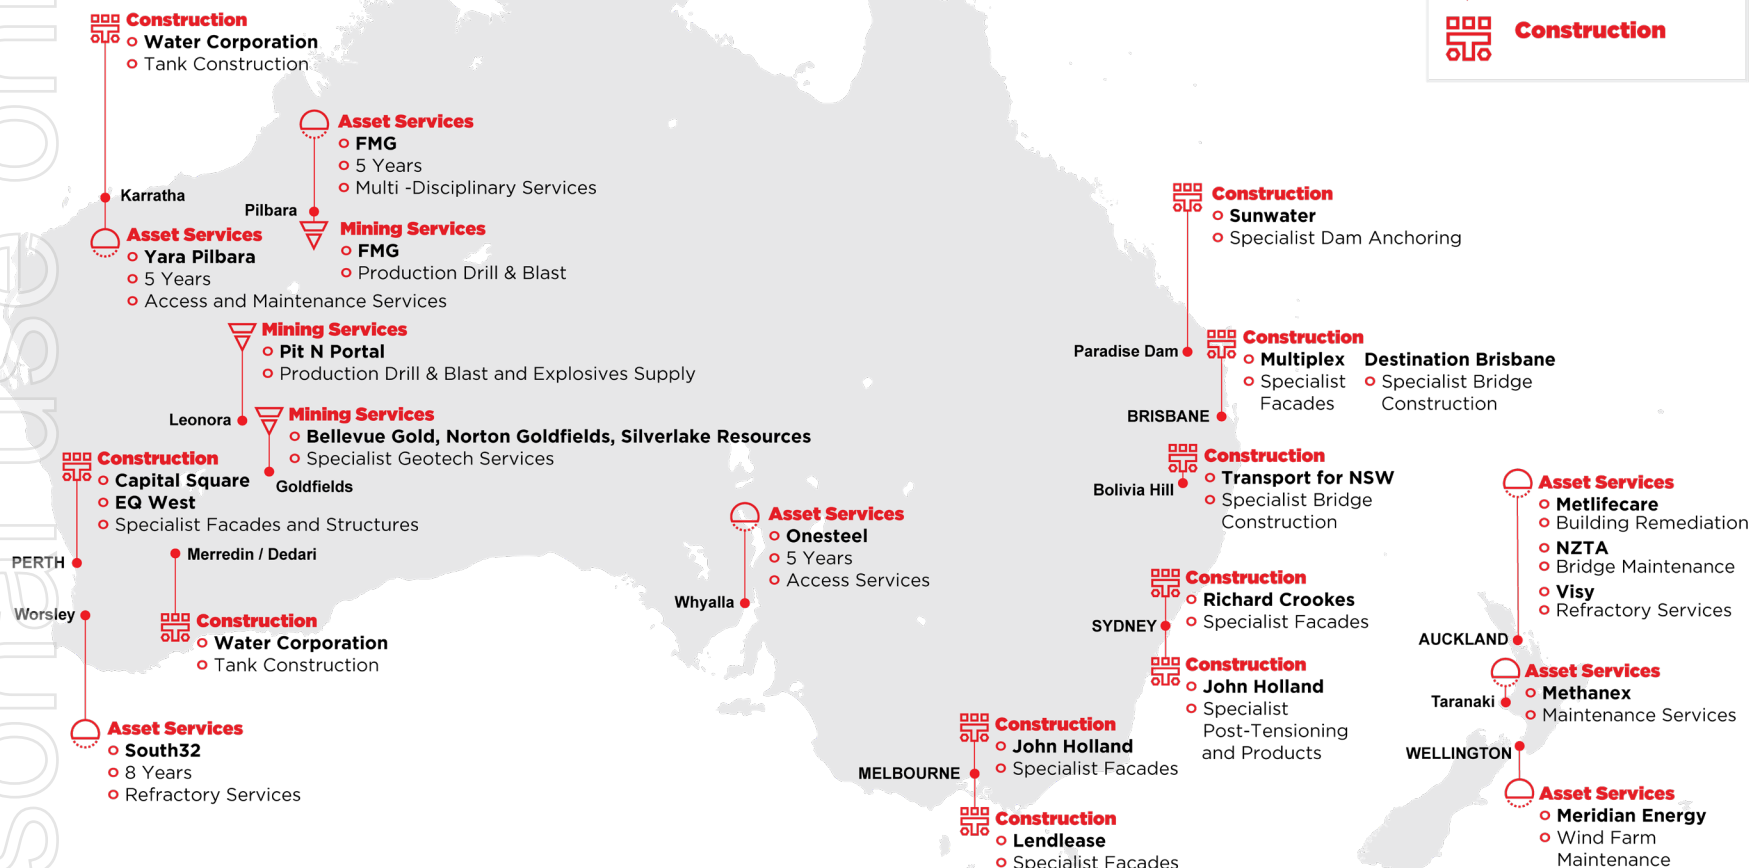 Construction
Construction
Water Corporation
Tank Construction
Asset Services
FMG
5 Years
Multi -Disciplinary Services
Karratha
Pilbara
Mining Services
FMG
Production Drill & Blast
Asset Services
Yara Pilbara
5 Years
Access and Maintenance Services
Mining Services
Pit N Portal
Production Drill & Blast and Explosives Supply
Leonora
Mining Services
Bellevue Gold, Norton Goldfields, Silverlake Resources
Specialist Geotech Services
Goldfields
Construction
Capital Square
EQ West
Specialist Facades and Structures
PERTH
Merredin / Dedari
Worsley
Construction
Water Corporation
Tank Construction
Asset Services
South32
8 Years
Refractory Services
Asset Services
Onesteel
5 Years
Access Services
Whyalla
Construction
Sunwater
Specialist Dam Anchoring
Paradise Dam
Construction
Multiplex
Specialist
Facades
Destination Brisbane
Specialist Bridge
Construction
BRISBANE
Construction
Transport for NSW
Specialist Bridge
Construction
Bolivia Hill
Construction
Richard Crookes
Specialist Facades
SYDNEY
Construction
John Holland
Specialist
Post-Tensioning
and Products
Construction
John Holland
Specialist Facades
MELBOURNE
Construction
Lendlease
Specialist Facades
Asset Services
Metlifecare
Building Remediation
NZTA
Bridge Maintenance
Visy
Refractory Services
AUCKLAND
Asset Services
Methanex
Maintenance Services
Taranaki
WELLINGTON
Asset Services
Meridian Energy
Wind Farm
Maintenance